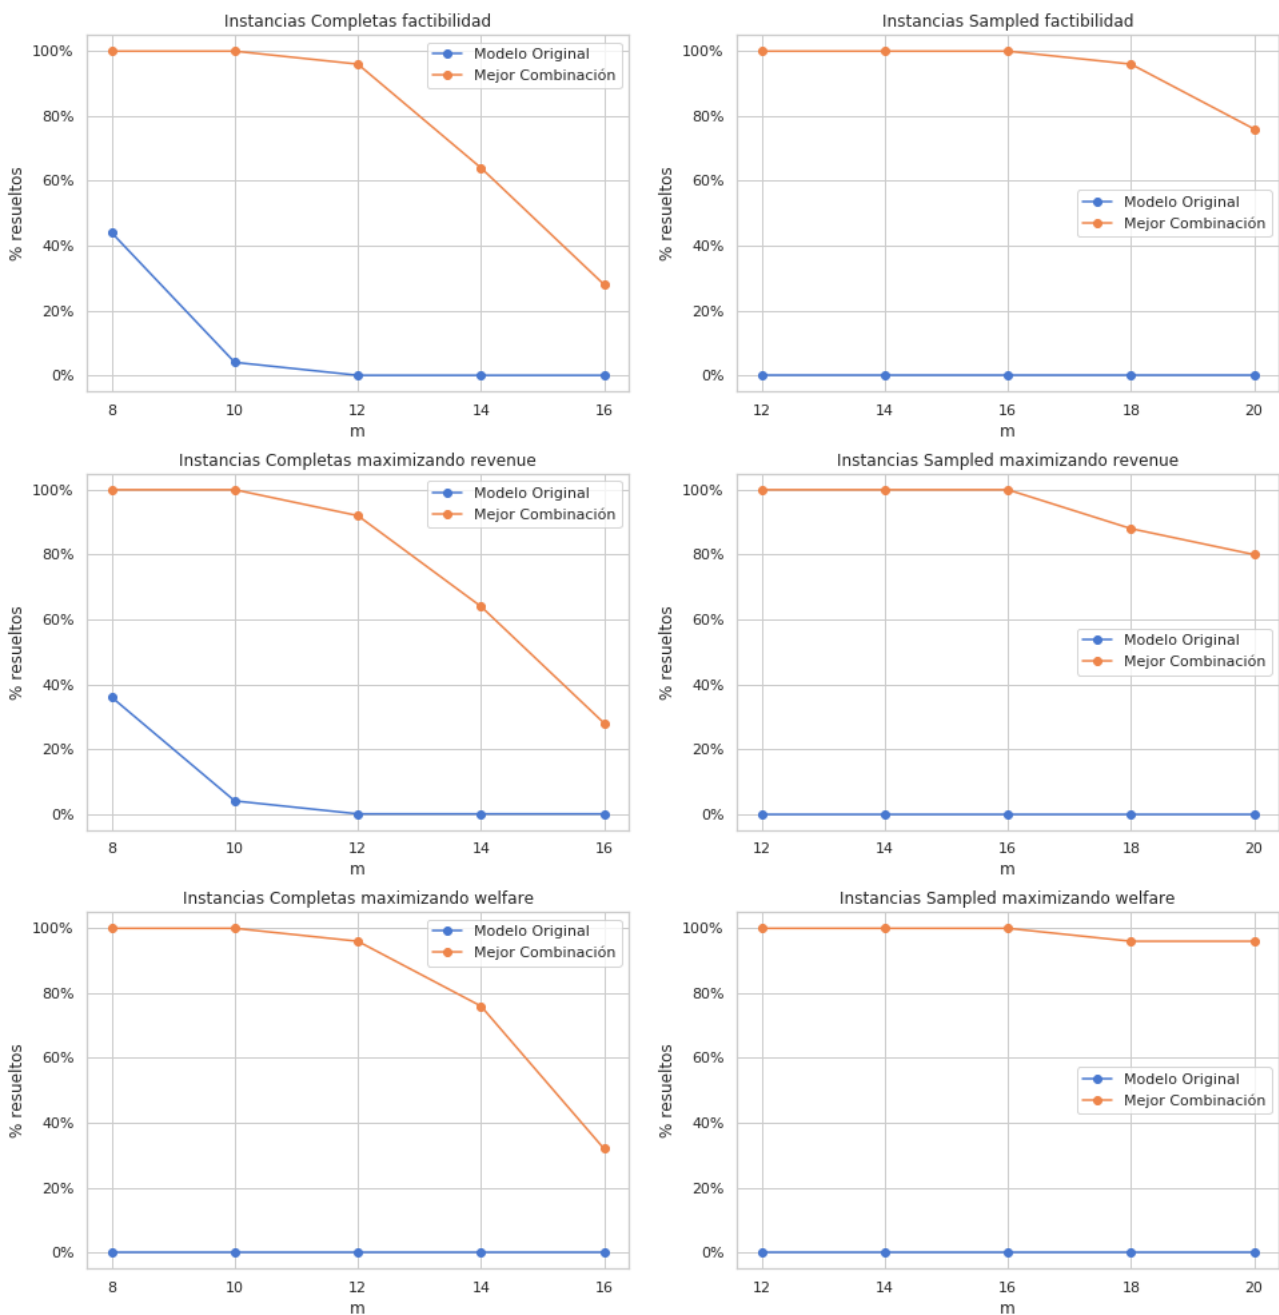 Instancias Completas factibilidad
100%
80%
60%
40%
20%
0%
% resueltos
Modelo Original
Mejor Combinación
8 10 12 14 16
m
Instancias Sampled factibilidad
100%
80%
60%
40%
20%
0%
% resueltos
Modelo Original
Mejor Combinación
12 14 16 18 20
m
Instancias Completas maximizando revenue
100%
80%
60%
40%
20%
0%
% resueltos
Modelo Original
Mejor Combinación
8 10 12 14 16
m
Instancias Sampled maximizando revenue
100%
80%
60%
40%
20%
0%
% resueltos
Modelo Original
Mejor Combinación
12 14 16 18 20
m
Instancias Completas maximizando welfare
100%
80%
60%
40%
20%
0%
% resueltos
Modelo Original
Mejor Combinación
8 10 12 14 16
m
Instancias Sampled maximizando welfare
100%
80%
60%
40%
20%
0%
% resueltos
Modelo Original
Mejor Combinación
12 14 16 18 20
m